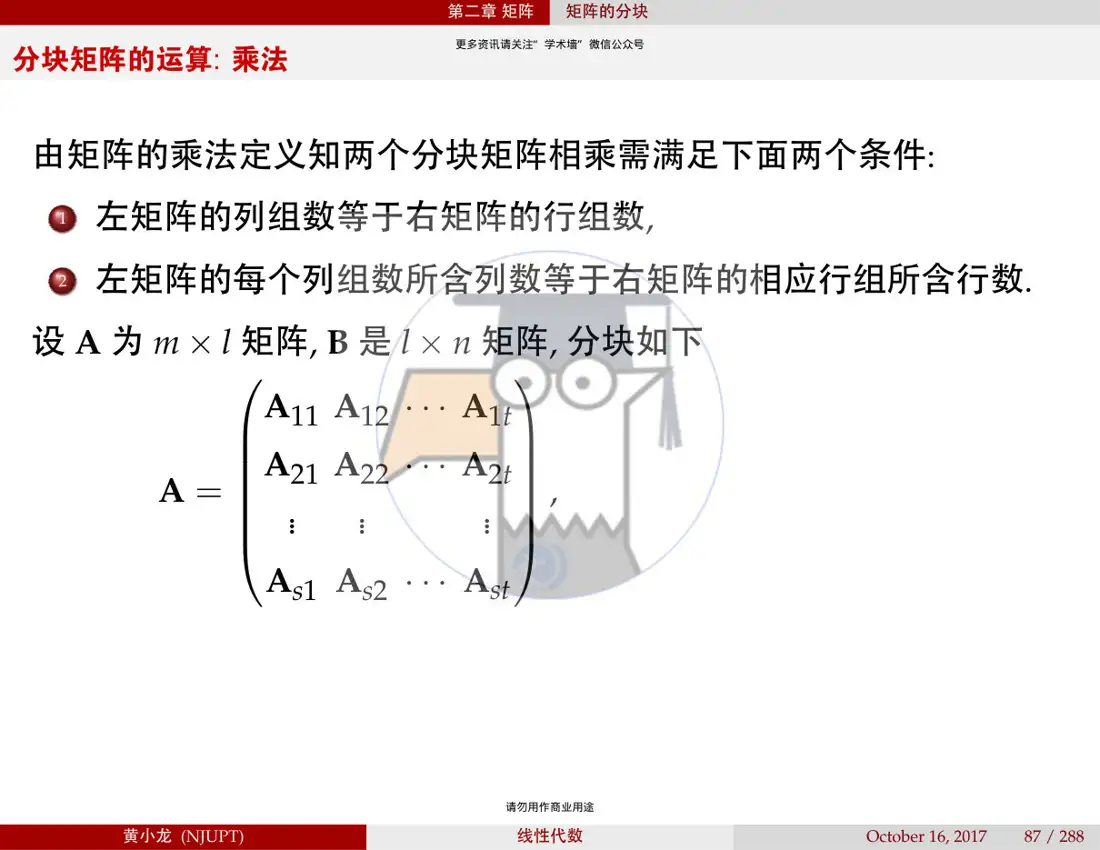 第二章 矩阵 矩阵的分块
更多资讯请关注“学术墙”微信公众号
分块矩阵的运算: 乘法
由矩阵的乘法定义知两个分块矩阵相乘需满足下面两个条件:
1 左矩阵的列组数等于右矩阵的行组数,
2 左矩阵的每个列组数所含列数等于右矩阵的相应行组所含行数.
设 A 为 m × l 矩阵, B 是 l × n 矩阵, 分块如下
A11 A12 ⋯ A1t
A21 A22 ⋯ A2t
A = ,
⋮ ⋮ ⋮
As1 As2 ⋯ Ast
请勿用作商业用途
黄小龙 (NJUPT) 线性代数 October 16, 2017 87 / 288